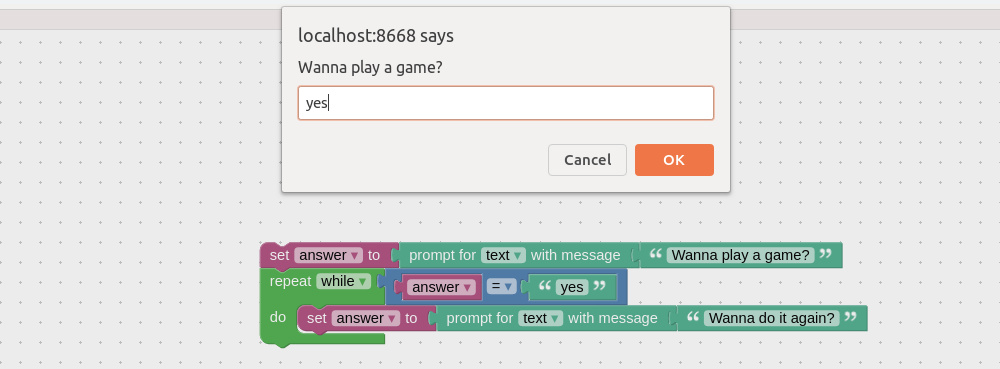 localhost:8668 says
Wanna play a game?
yes
Cancel OK
set answer ▾ to prompt for text ▾ with message “ Wanna play a game? ”
repeat while ▾ answer ▾ = ▾ “ yes ”
do set answer ▾ to prompt for text ▾ with message “ Wanna do it again? ”